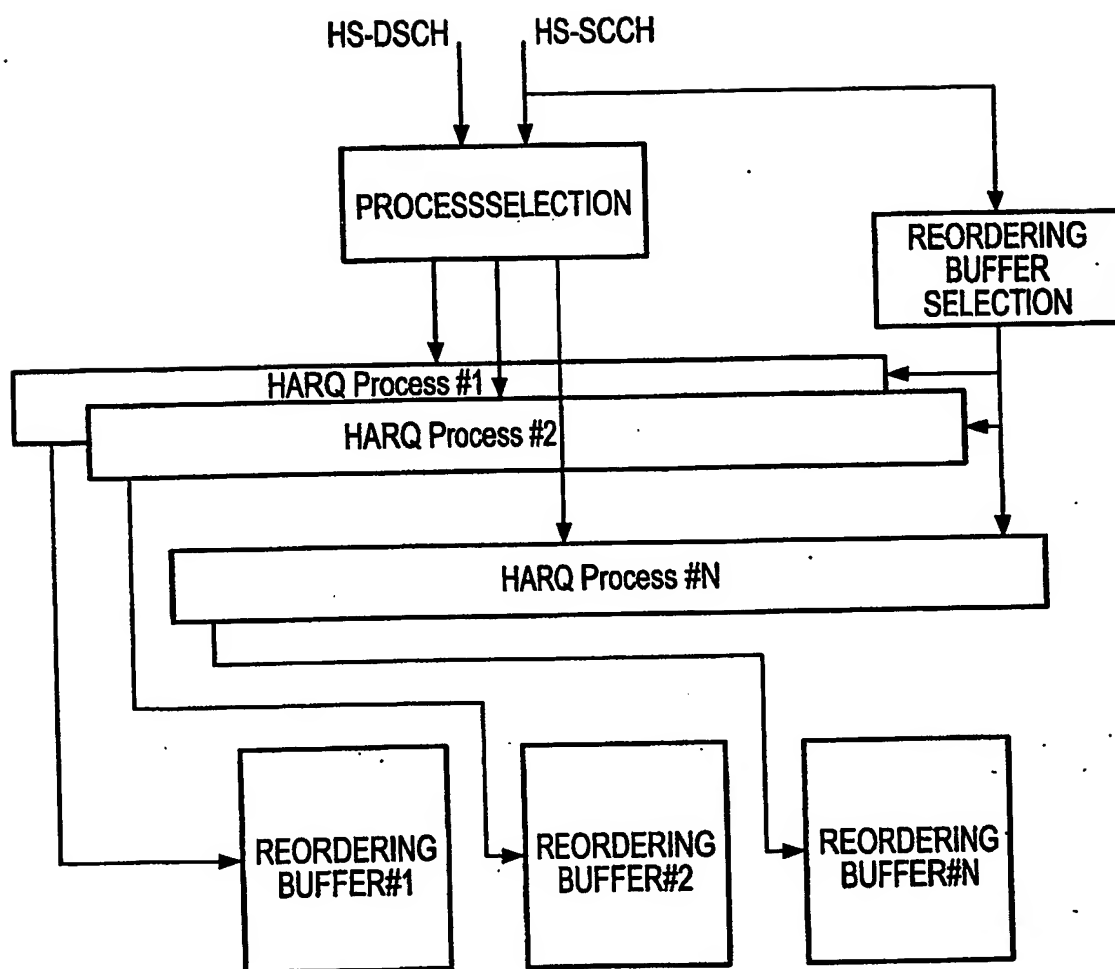 HS-DSCH HS-SCCH
PROCESSSELECTION
REORDERING
BUFFER
SELECTION
HARQ Process #1
HARQ Process #2
HARQ Process #N
REORDERING
BUFFER#1
REORDERING
BUFFER#2
REORDERING
BUFFER#N